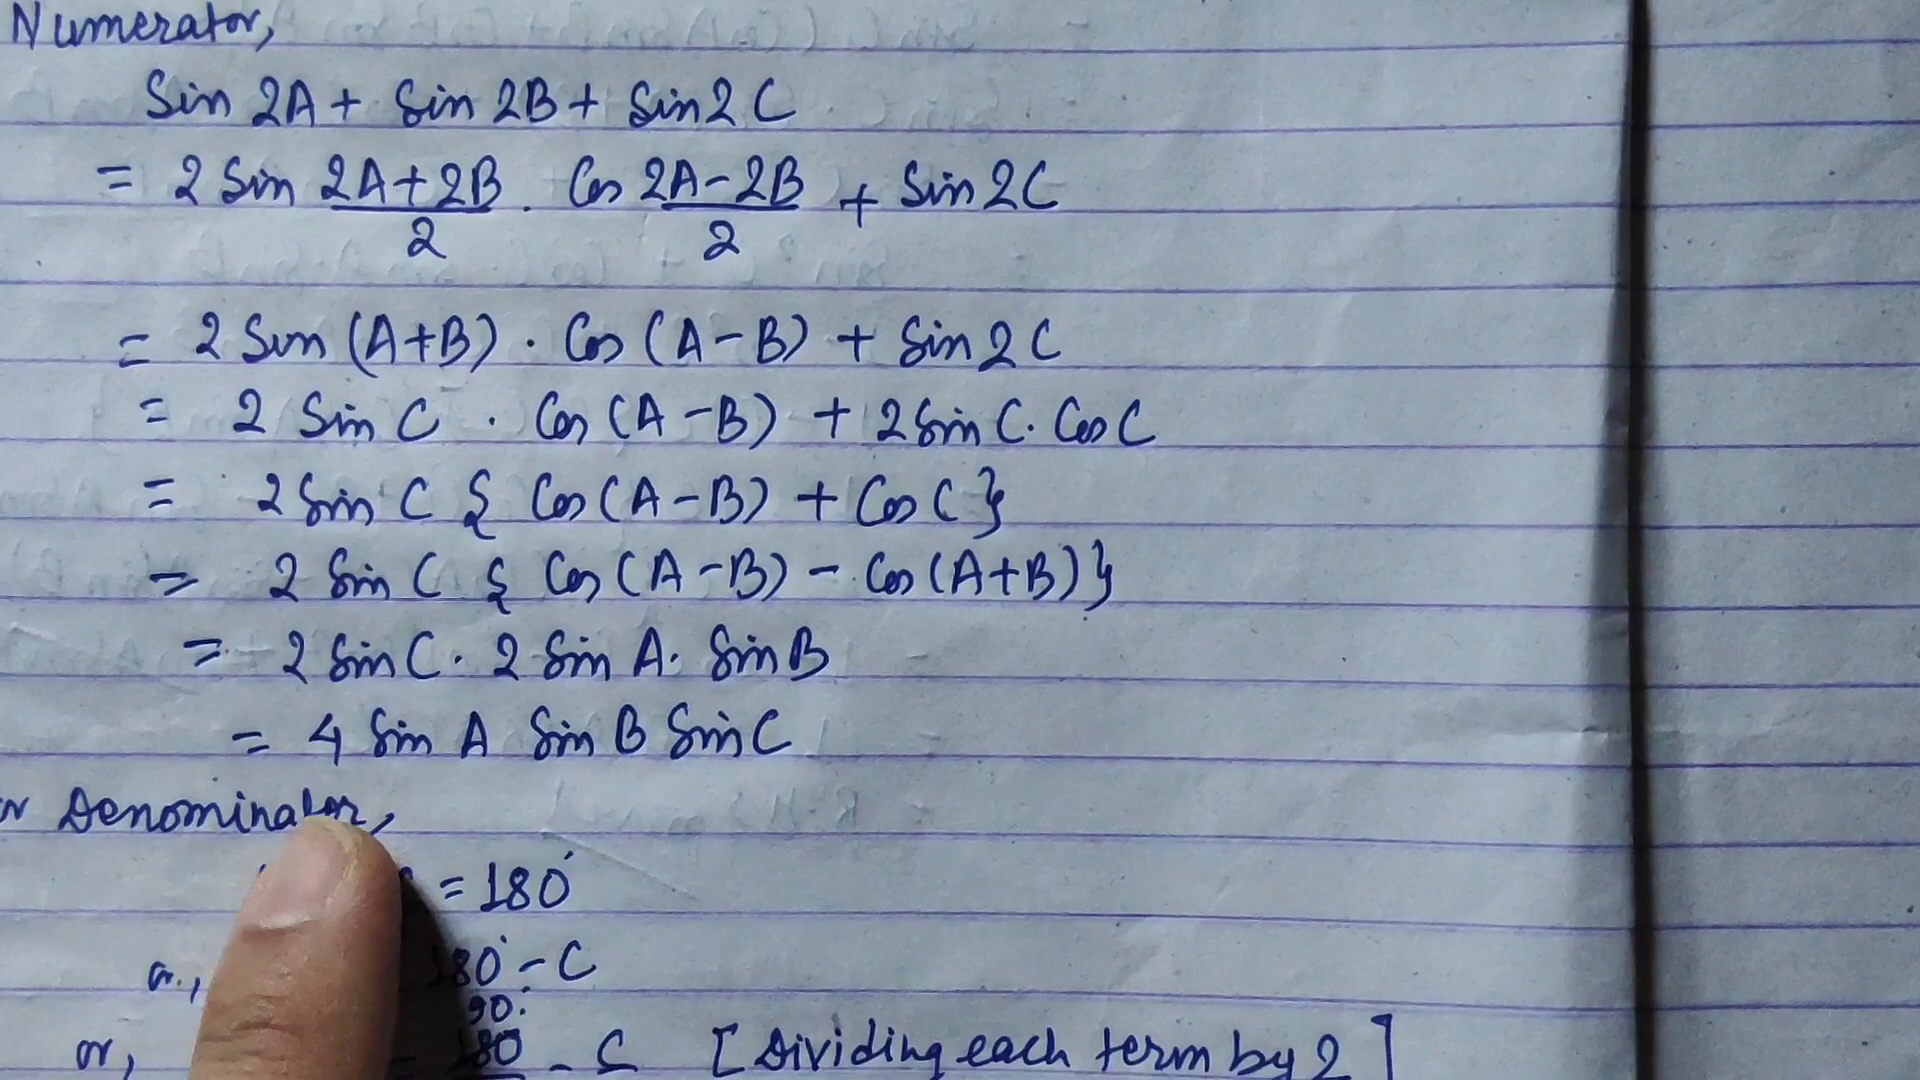 Numerator,
Sin 2A + Sin 2B + Sin 2C
= 2 Sin (2A+2B)/2 . Cos (2A-2B)/2 + Sin 2C
= 2 Sin (A+B) . Cos (A-B) + Sin 2C
= 2 Sin C . Cos (A-B) + 2 Sin C. Cos C
= 2 Sin C { Cos (A-B) + Cos C }
= 2 Sin C { Cos (A-B) - Cos (A+B) }
= 2 Sin C. 2 Sin A. Sin B
= 4 Sin A Sin B Sin C
Denominator,
= 180°
or, 180° - C
90°
or, = 180 - C [Dividing each term by 2]